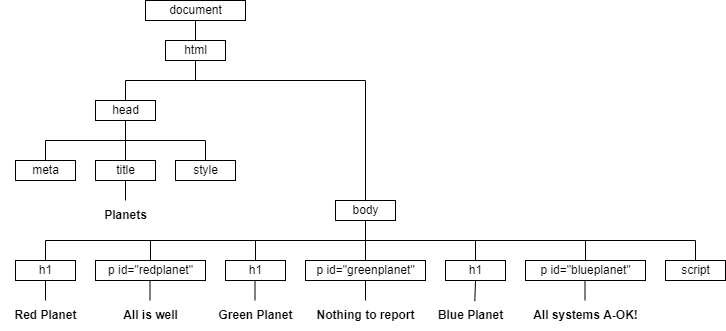 document
html
head
meta
title
style
Planets
body
h1
p id="redplanet"
h1
p id="greenplanet"
h1
p id="blueplanet"
script
Red Planet
All is well
Green Planet
Nothing to report
Blue Planet
All systems A-OK!